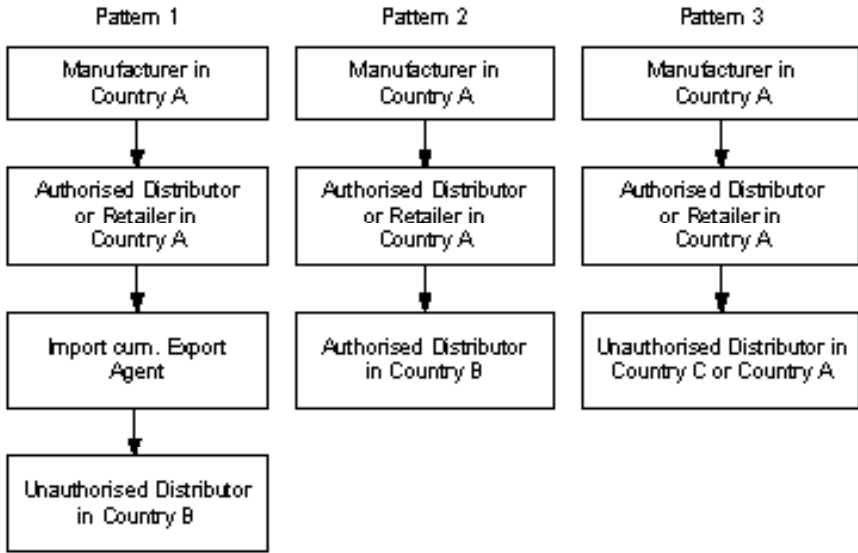 Pattern 1
Manufacturer in
Country A
Authorised Distributor
or Retailer in
Country A
Import cum. Export
Agent
Unauthorised Distributor
in Country B
Pattern 2
Manufacturer in
Country A
Authorised Distributor
or Retailer in
Country A
Authorised Distributor
in Country B
Pattern 3
Manufacturer in
Country A
Authorised Distributor
or Retailer in
Country A
Unauthorised Distributor in
Country C or Country A